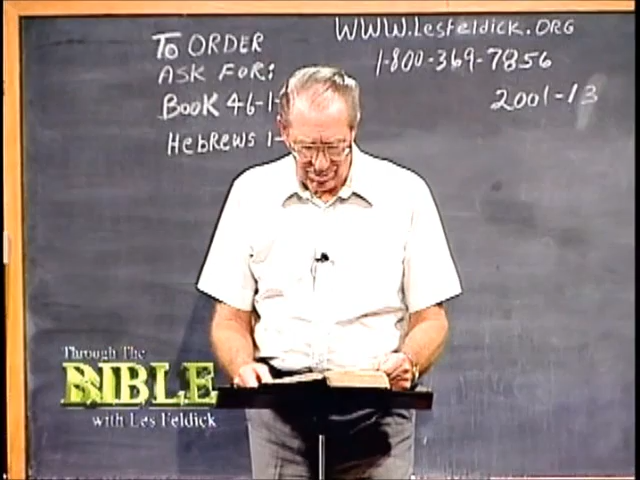 TO ORDER
ASK FOR:
BOOK 46-1-
HEBREWS 1-
WWW.Lesfeldick.ORG
1-800-369-7856
2001-13
Through The
BIBLE
with Les Feldick